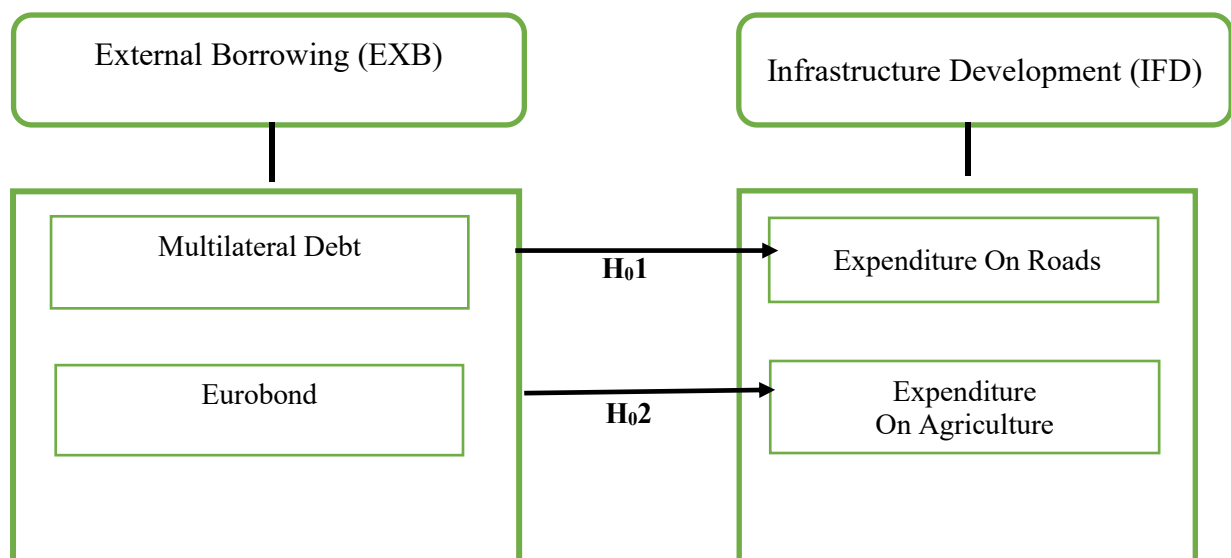 External Borrowing (EXB)
Infrastructure Development (IFD)
Multilateral Debt
H₀1
Expenditure On Roads
Eurobond
H₀2
Expenditure
On Agriculture